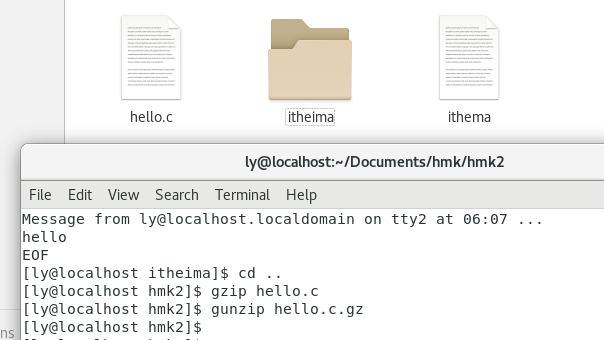 hello.c
itheima
ithema
ly@localhost:~/Documents/hmk/hmk2
File Edit View Search Terminal Help
Message from ly@localhost.localdomain on tty2 at 06:07 ...
hello
EOF
[ly@localhost itheima]$ cd ..
[ly@localhost hmk2]$ gzip hello.c
[ly@localhost hmk2]$ gunzip hello.c.gz
[ly@localhost hmk2]$